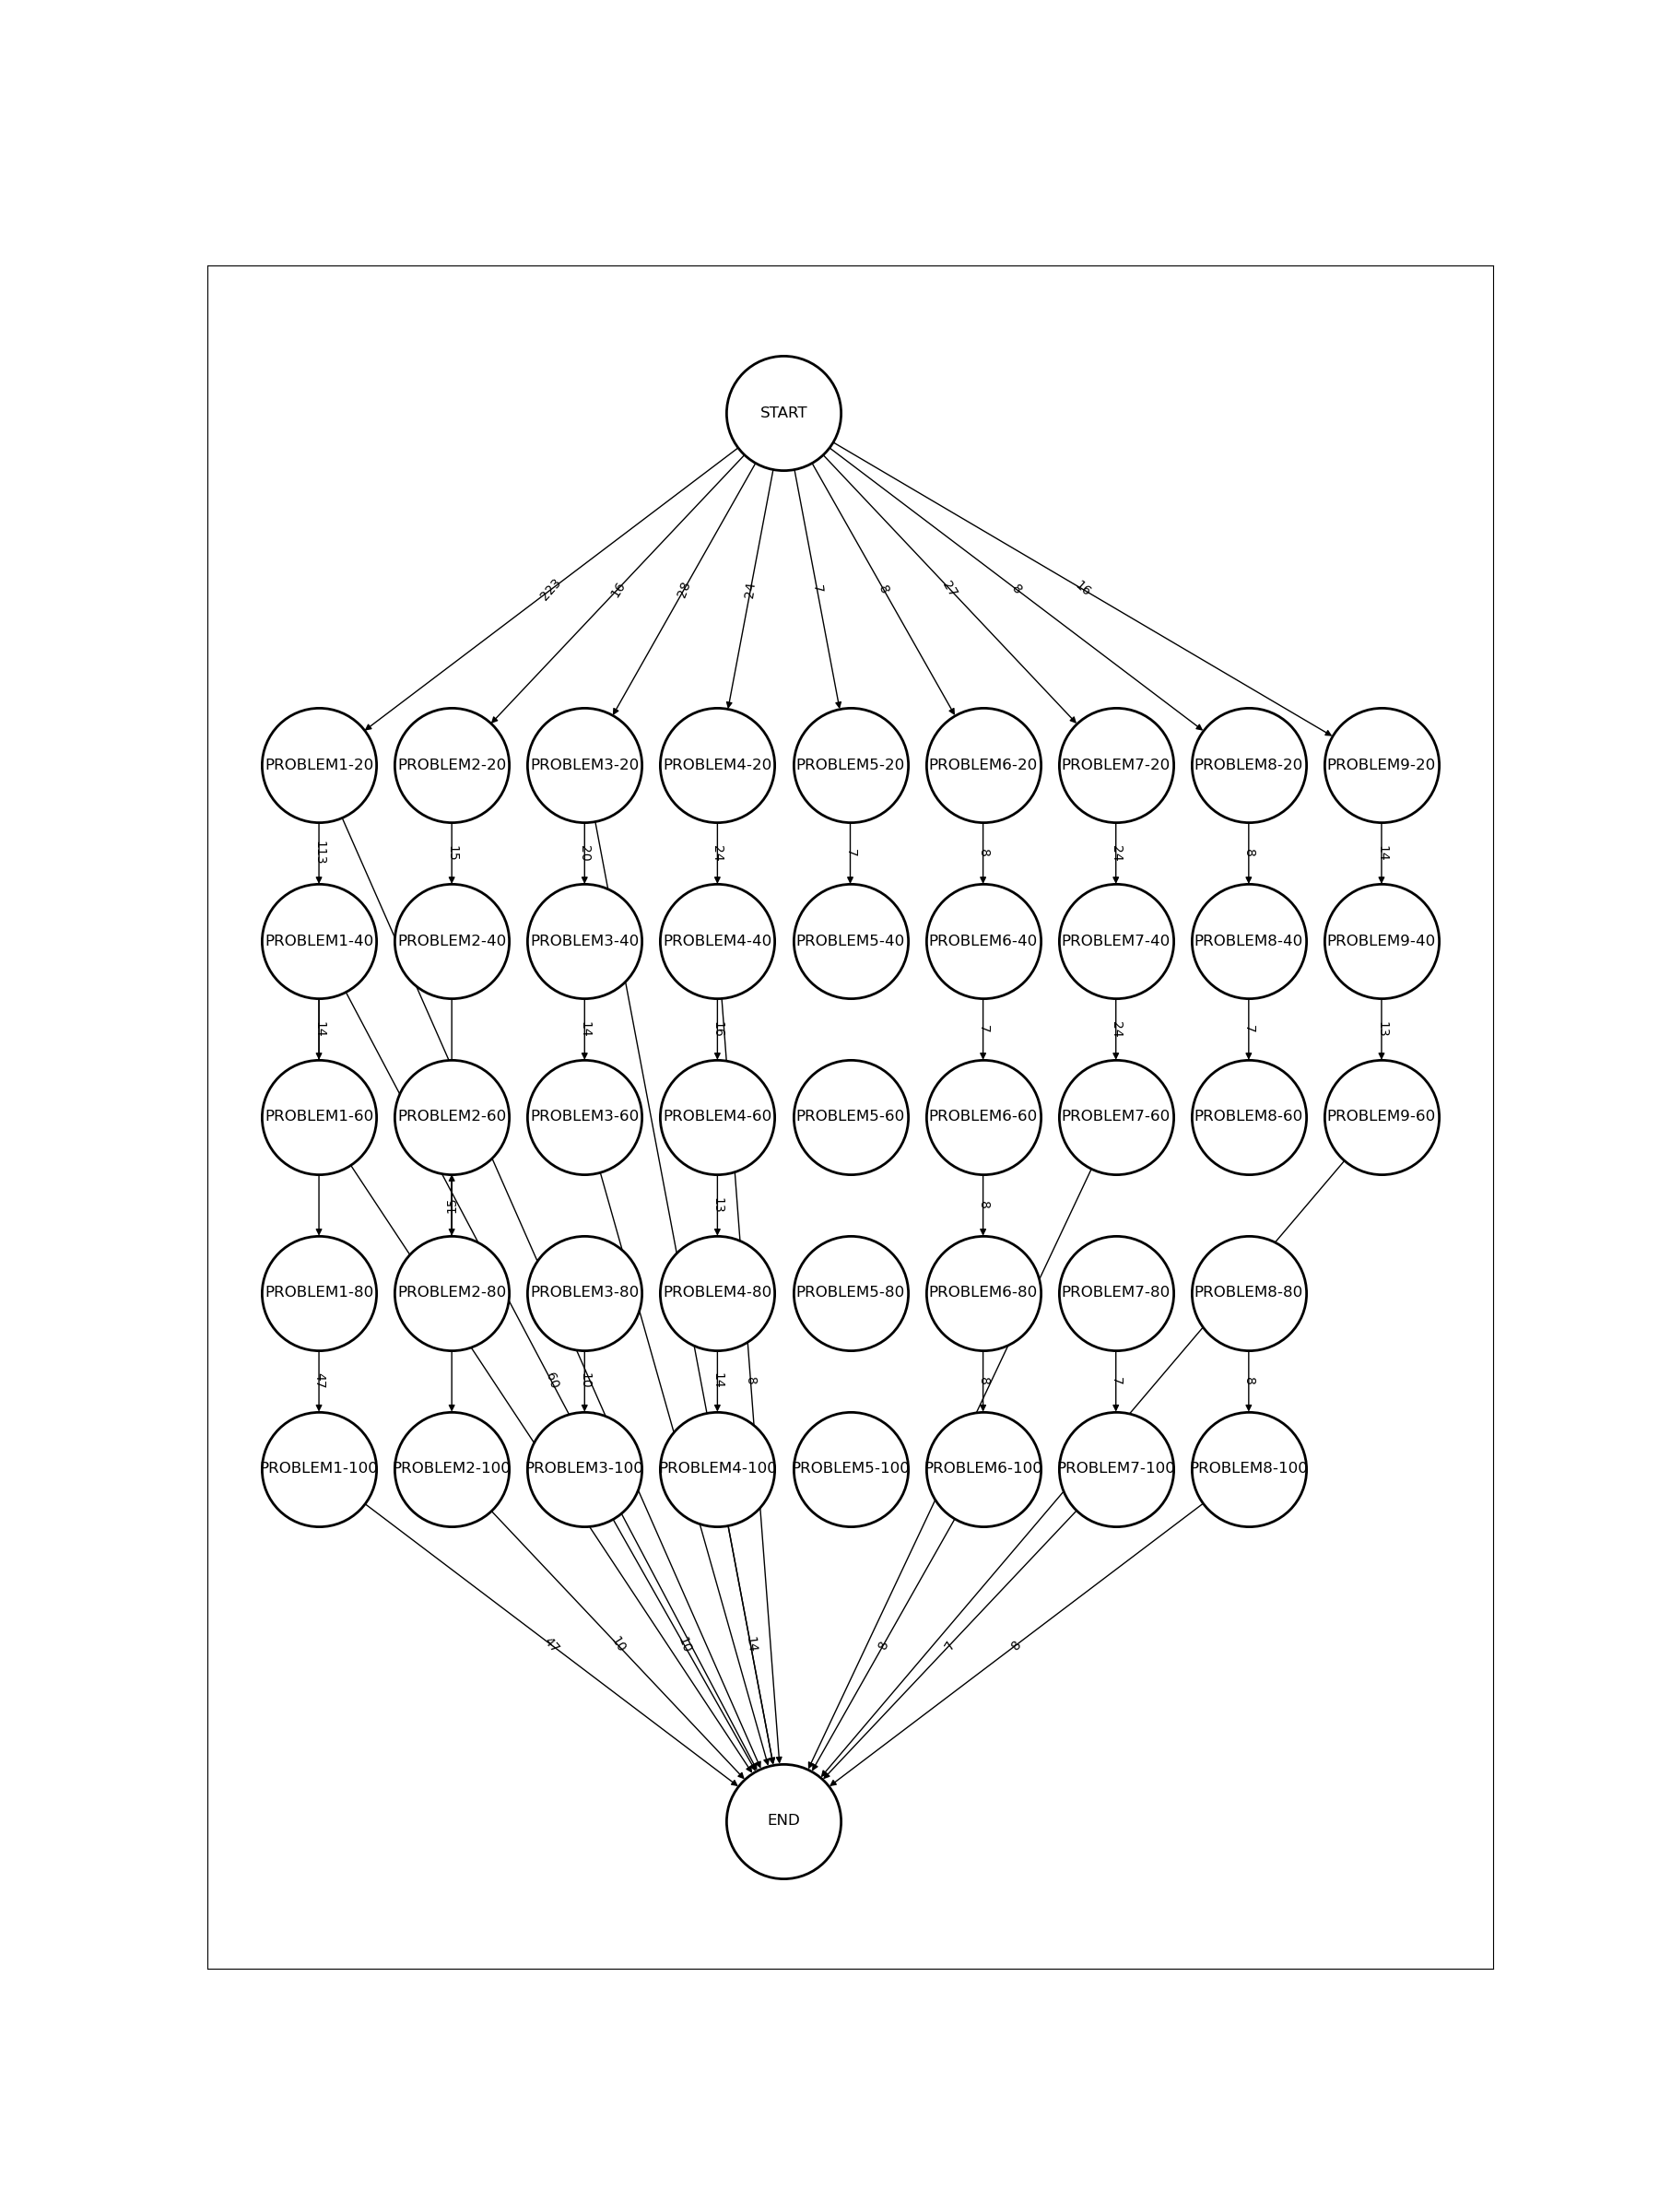 START
223 16 28 24 7 8 27 8 16
PROBLEM1-20 PROBLEM2-20 PROBLEM3-20 PROBLEM4-20 PROBLEM5-20 PROBLEM6-20 PROBLEM7-20 PROBLEM8-20 PROBLEM9-20
113 15 20 24 7 8 24 8 14
PROBLEM1-40 PROBLEM2-40 PROBLEM3-40 PROBLEM4-40 PROBLEM5-40 PROBLEM6-40 PROBLEM7-40 PROBLEM8-40 PROBLEM9-40
14 14 16 7 24 7 13
PROBLEM1-60 PROBLEM2-60 PROBLEM3-60 PROBLEM4-60 PROBLEM5-60 PROBLEM6-60 PROBLEM7-60 PROBLEM8-60 PROBLEM9-60
15 13 8
PROBLEM1-80 PROBLEM2-80 PROBLEM3-80 PROBLEM4-80 PROBLEM5-80 PROBLEM6-80 PROBLEM7-80 PROBLEM8-80
47 60 10 14 8 8 7 8
PROBLEM1-100 PROBLEM2-100 PROBLEM3-100 PROBLEM4-100 PROBLEM5-100 PROBLEM6-100 PROBLEM7-100 PROBLEM8-100
47 10 10 14 8 7 8
END